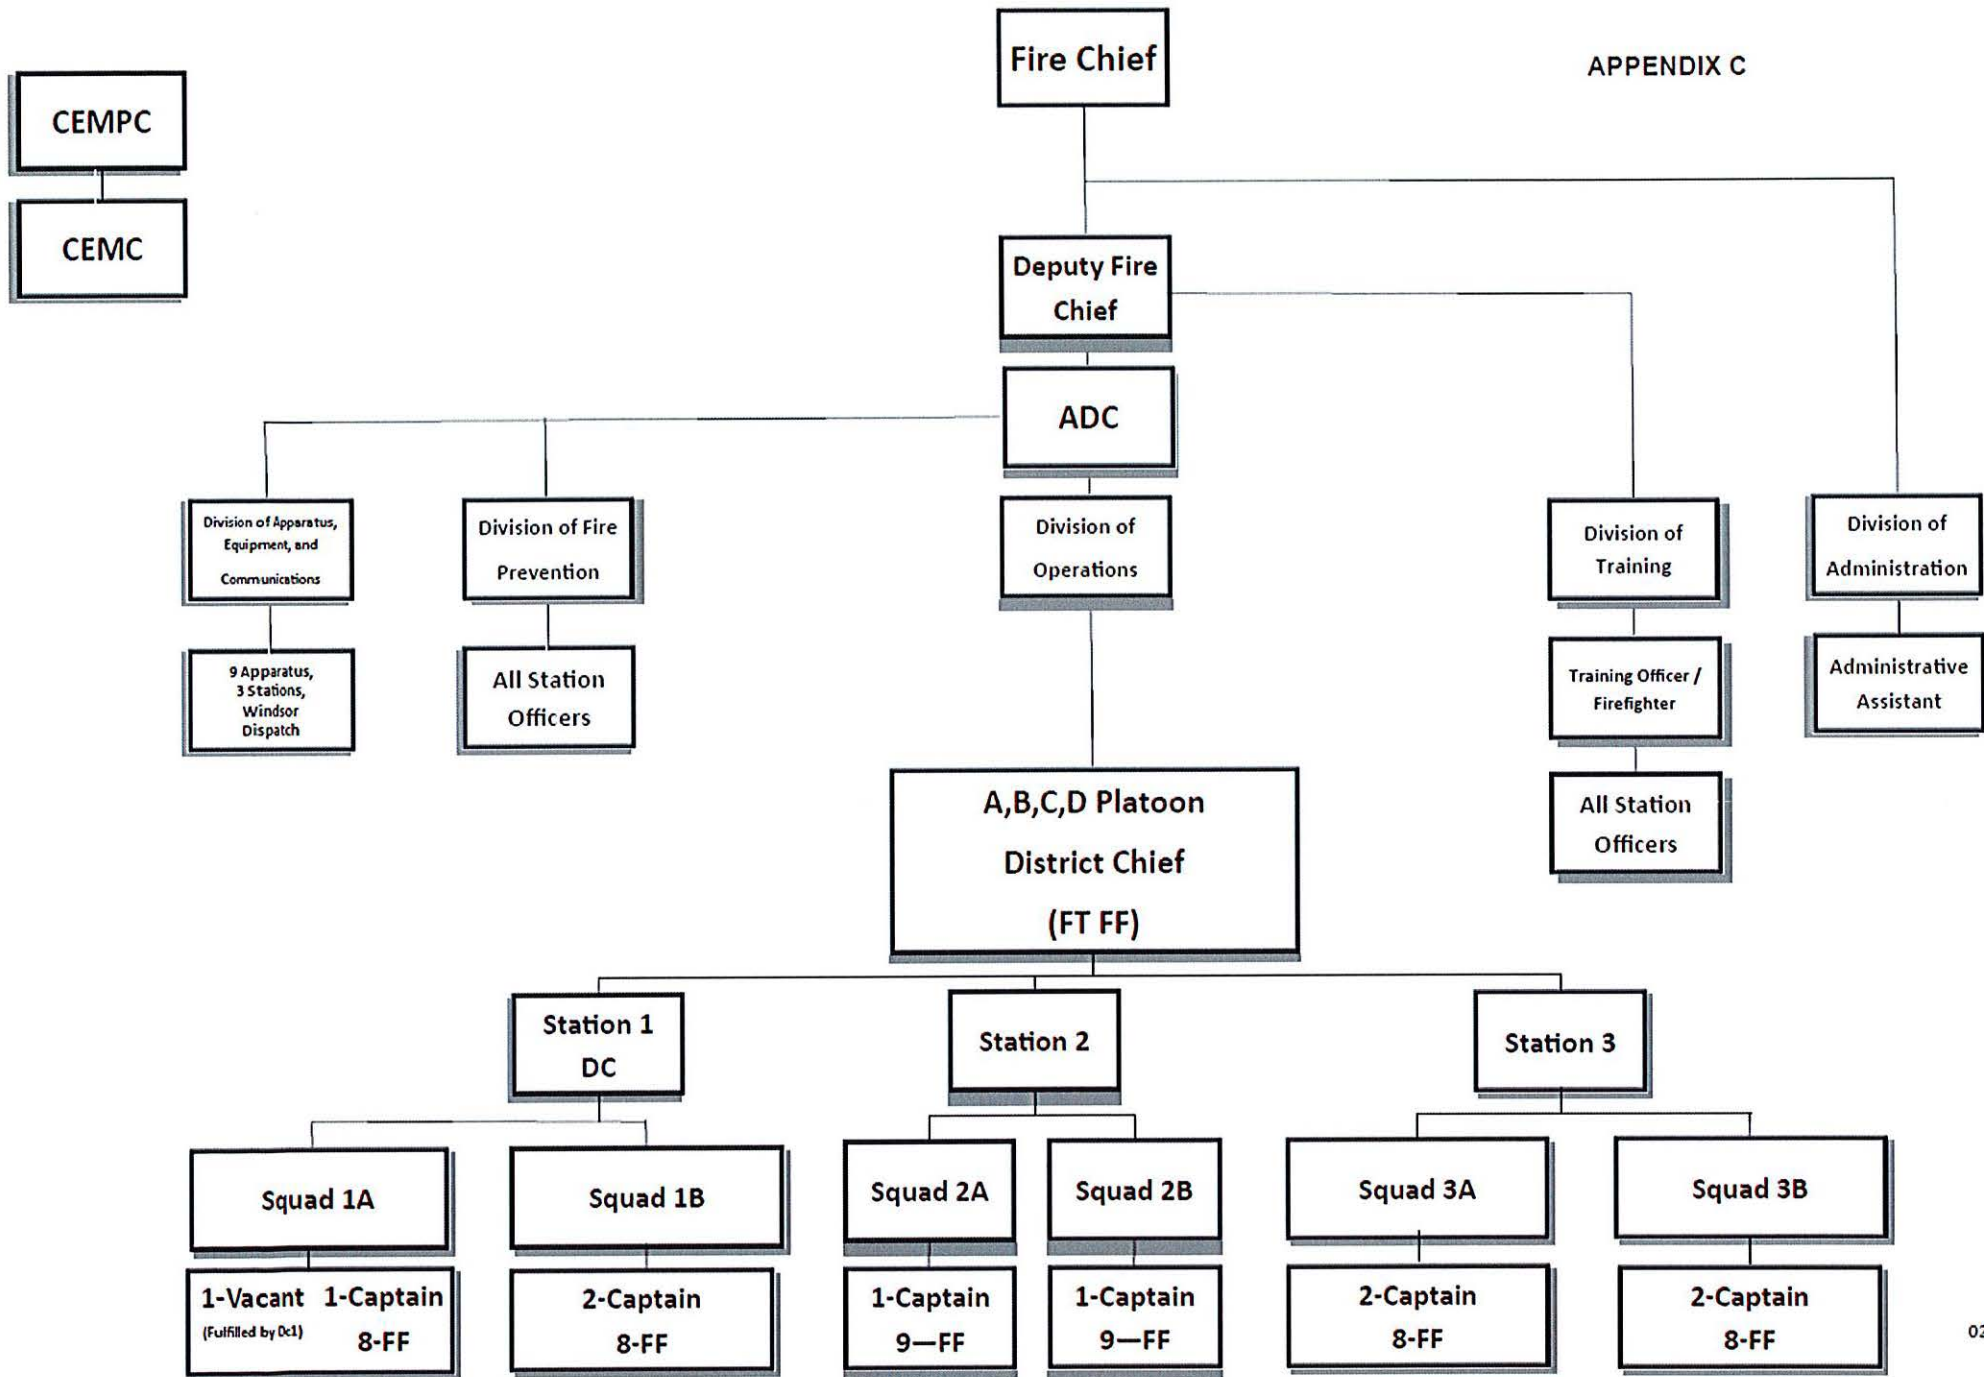 Fire Chief
APPENDIX C
CEMPC
CEMC
Deputy Fire
Chief
ADC
Division of Apparatus,
Equipment, and
Communications
Division of Fire
Prevention
Division of
Operations
Division of
Training
Division of
Administration
9 Apparatus,
3 Stations,
Windsor
Dispatch
All Station
Officers
Training Officer /
Firefighter
Administrative
Assistant
All Station
Officers
A,B,C,D Platoon
District Chief
(FT FF)
Station 1
DC
Station 2
Station 3
Squad 1A
Squad 1B
Squad 2A
Squad 2B
Squad 3A
Squad 3B
1-Vacant 1-Captain
(Fulfilled by Dc1)
8-FF
2-Captain
8-FF
1-Captain
9—FF
1-Captain
9—FF
2-Captain
8-FF
2-Captain
8-FF
02